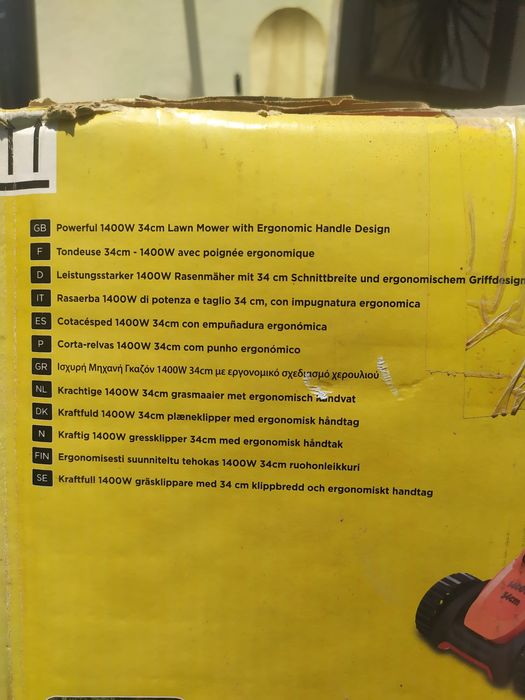 GB Powerful 1400W 34cm Lawn Mower with Ergonomic Handle Design
F Tondeuse 34cm - 1400W avec poignée ergonomique
D Leistungsstarker 1400W Rasenmäher mit 34 cm Schnittbreite und ergonomischem Griffdesign
IT Rasaerba 1400W di potenza e taglio 34 cm, con impugnatura ergonomica
ES Cotacésped 1400W 34cm con empuñadura ergonómica
P Corta-relvas 1400W 34cm com punho ergonómico
GR Ισχυρή Μηχανή Γκαζόν 1400W 34cm με εργονομικό σχεδιασμό χερουλιού
NL Krachtige 1400W 34cm grasmaaier met ergonomisch handvat
DK Kraftfuld 1400W 34cm plæneklipper med ergonomisk håndtag
N Kraftig 1400W gressklipper 34cm med ergonomisk håndtak
FIN Ergonomisesti suunniteltu tehokas 1400W 34cm ruohonleikkuri
SE Kraftfull 1400W gräsklippare med 34 cm klippbredd och ergonomiskt handtag
1400
34cm